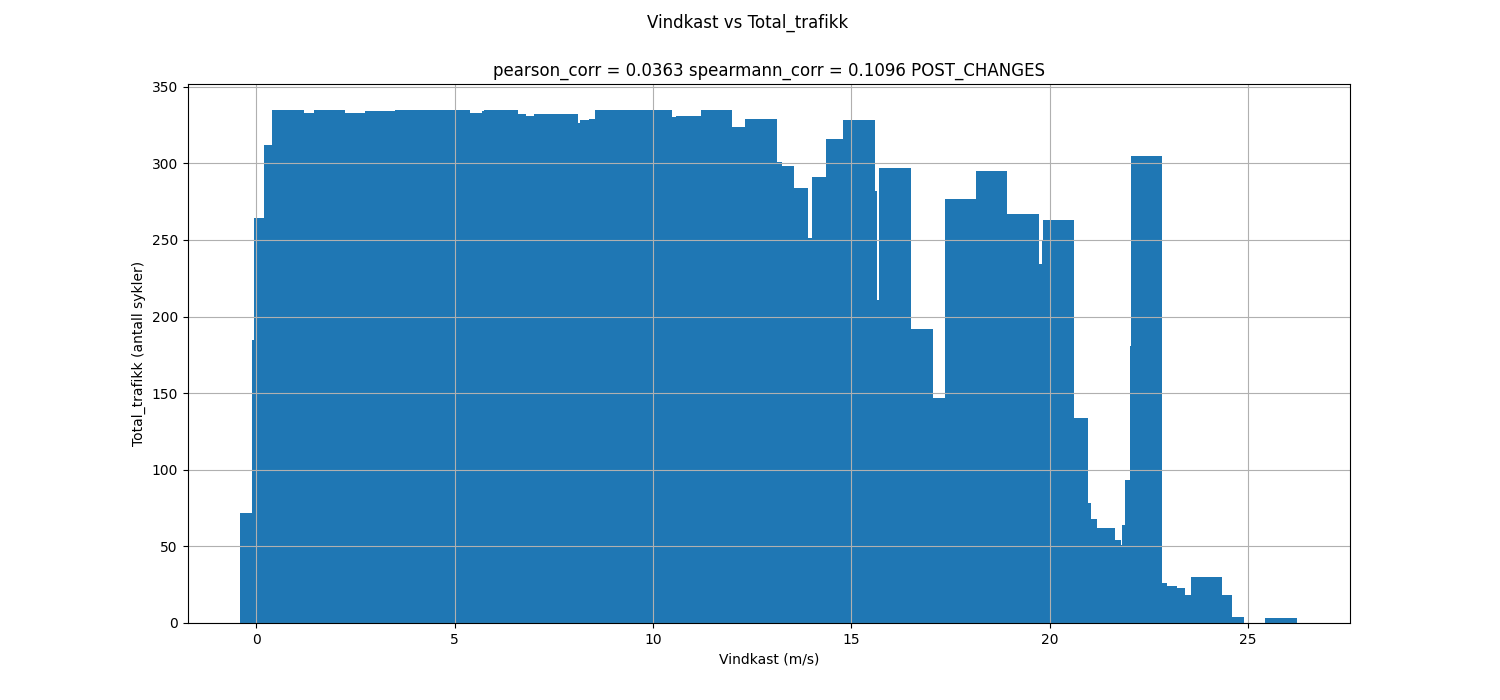 Vindkast vs Total_trafikk
pearson_corr = 0.0363 spearmann_corr = 0.1096 POST_CHANGES
350
300
250
200
150
100
50
0
Total_trafikk (antall sykler)
0 5 10 15 20 25
Vindkast (m/s)